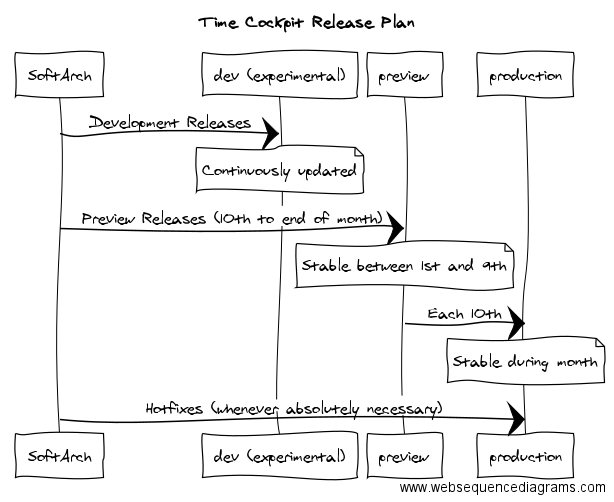 Time Cockpit Release Plan
SoftArch
dev (experimental)
preview
production
Development Releases
Continuously updated
Preview Releases (10th to end of month)
Stable between 1st and 9th
Each 10th
Stable during month
Hotfixes (whenever absolutely necessary)
SoftArch
dev (experimental)
preview
production
www.websequencediagrams.com